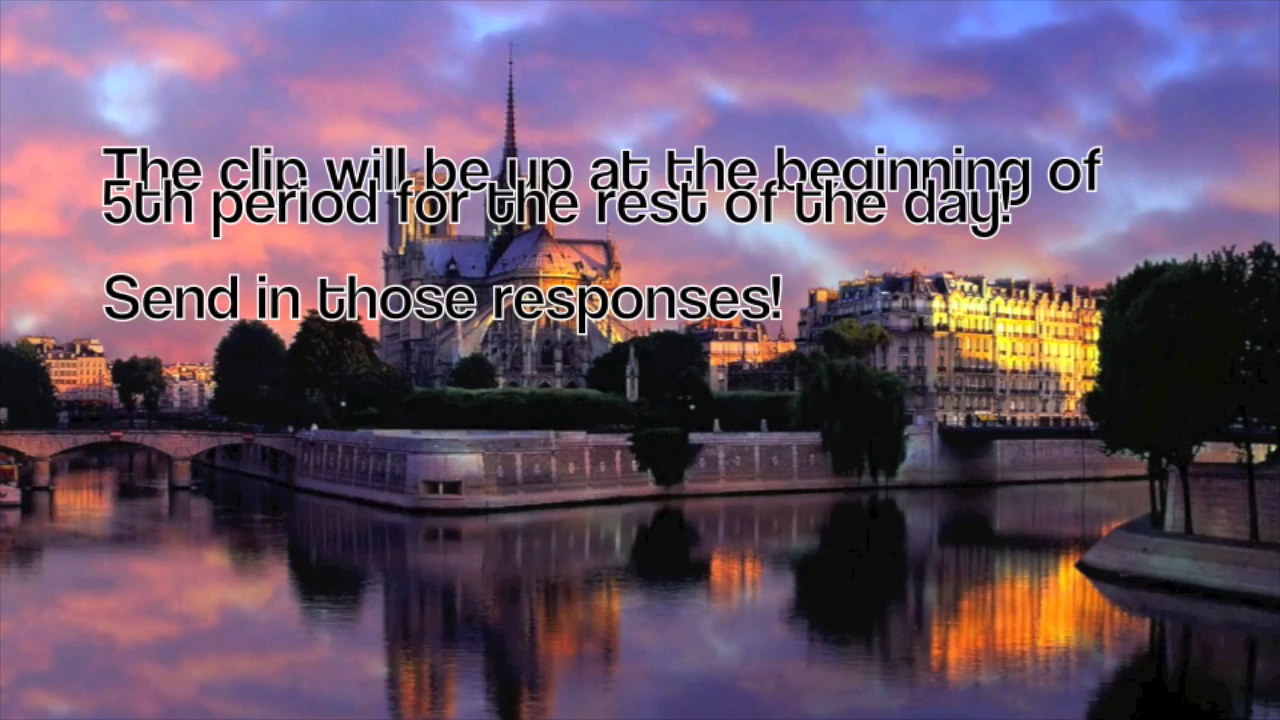 The clip will be up at the beginning of
5th period for the rest of the day!
Send in those responses!